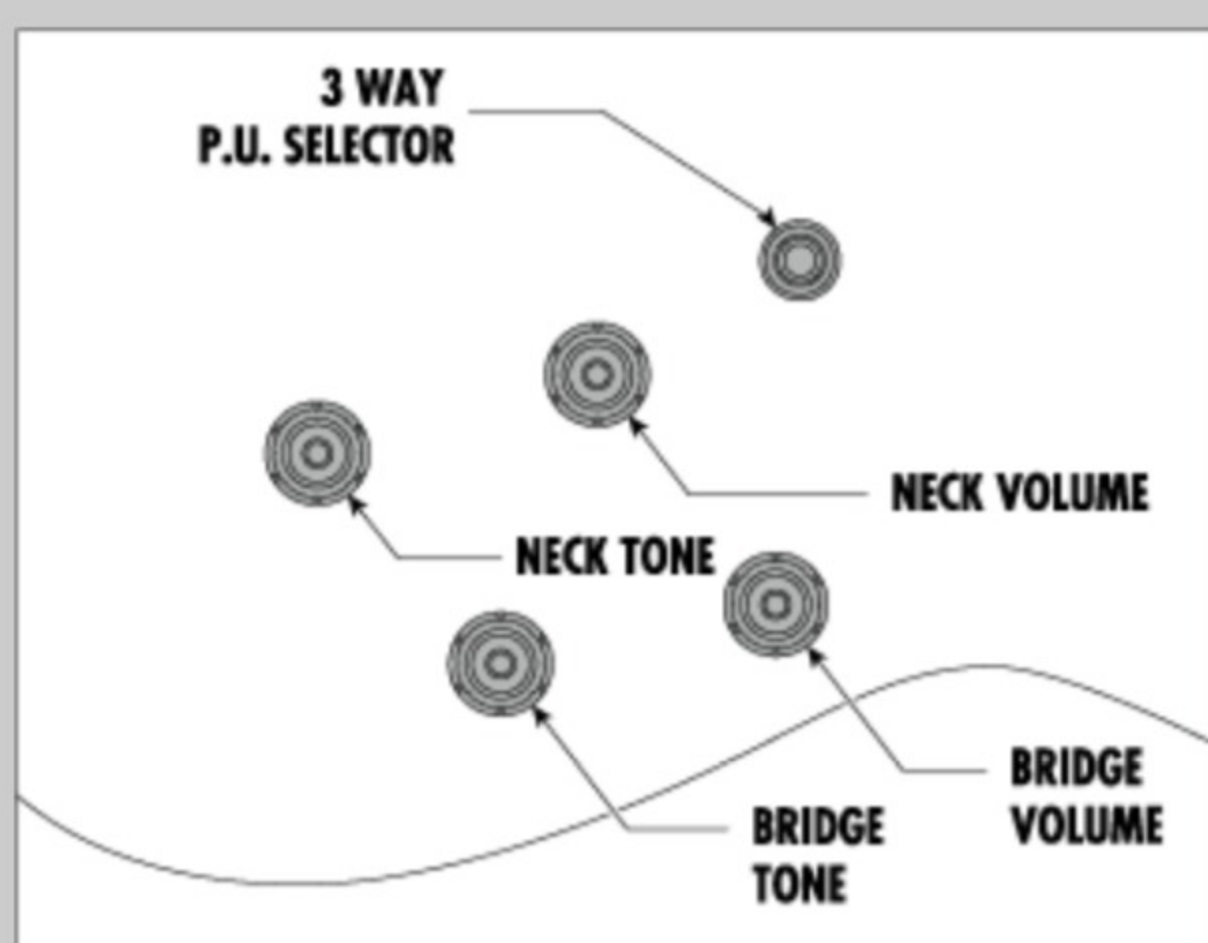 3 WAY
P.U. SELECTOR
NECK VOLUME
NECK TONE
BRIDGE
VOLUME
BRIDGE
TONE